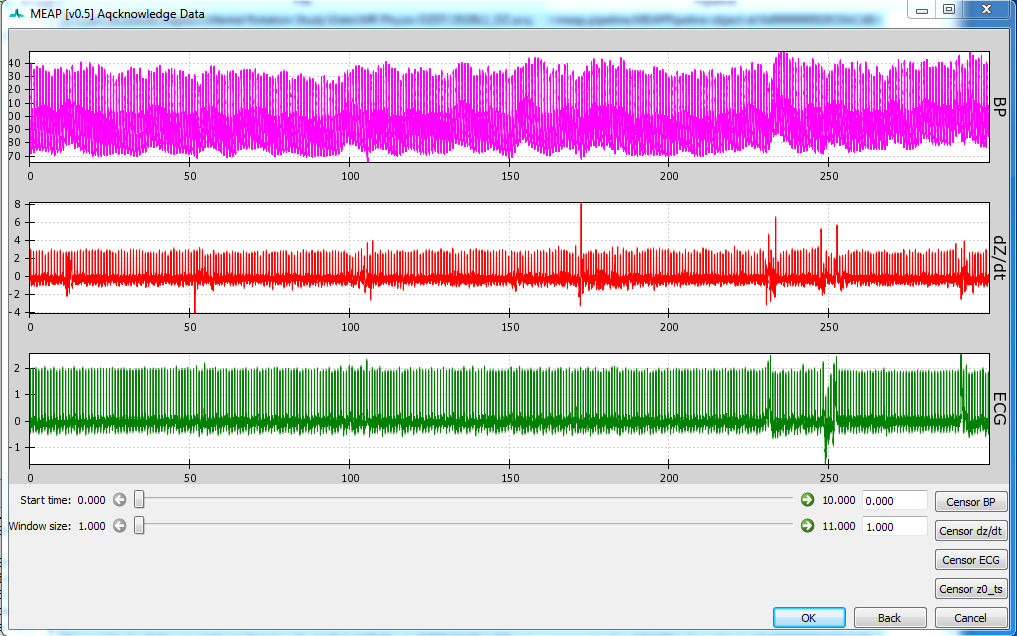 MEAP [v0.5] Aqcknowledge Data
40
30
20
10
00
90
80
70
0 50 100 150 200 250
BP
8
6
4
2
0
-2
-4
0 50 100 150 200 250
dZ/dt
2
1
0
-1
0 50 100 150 200 250
ECG
Start time: 0.000 10.000 0.000 Censor BP
Window size: 1.000 11.000 1.000 Censor dz/dt
Censor ECG
Censor z0_ts
OK Back Cancel